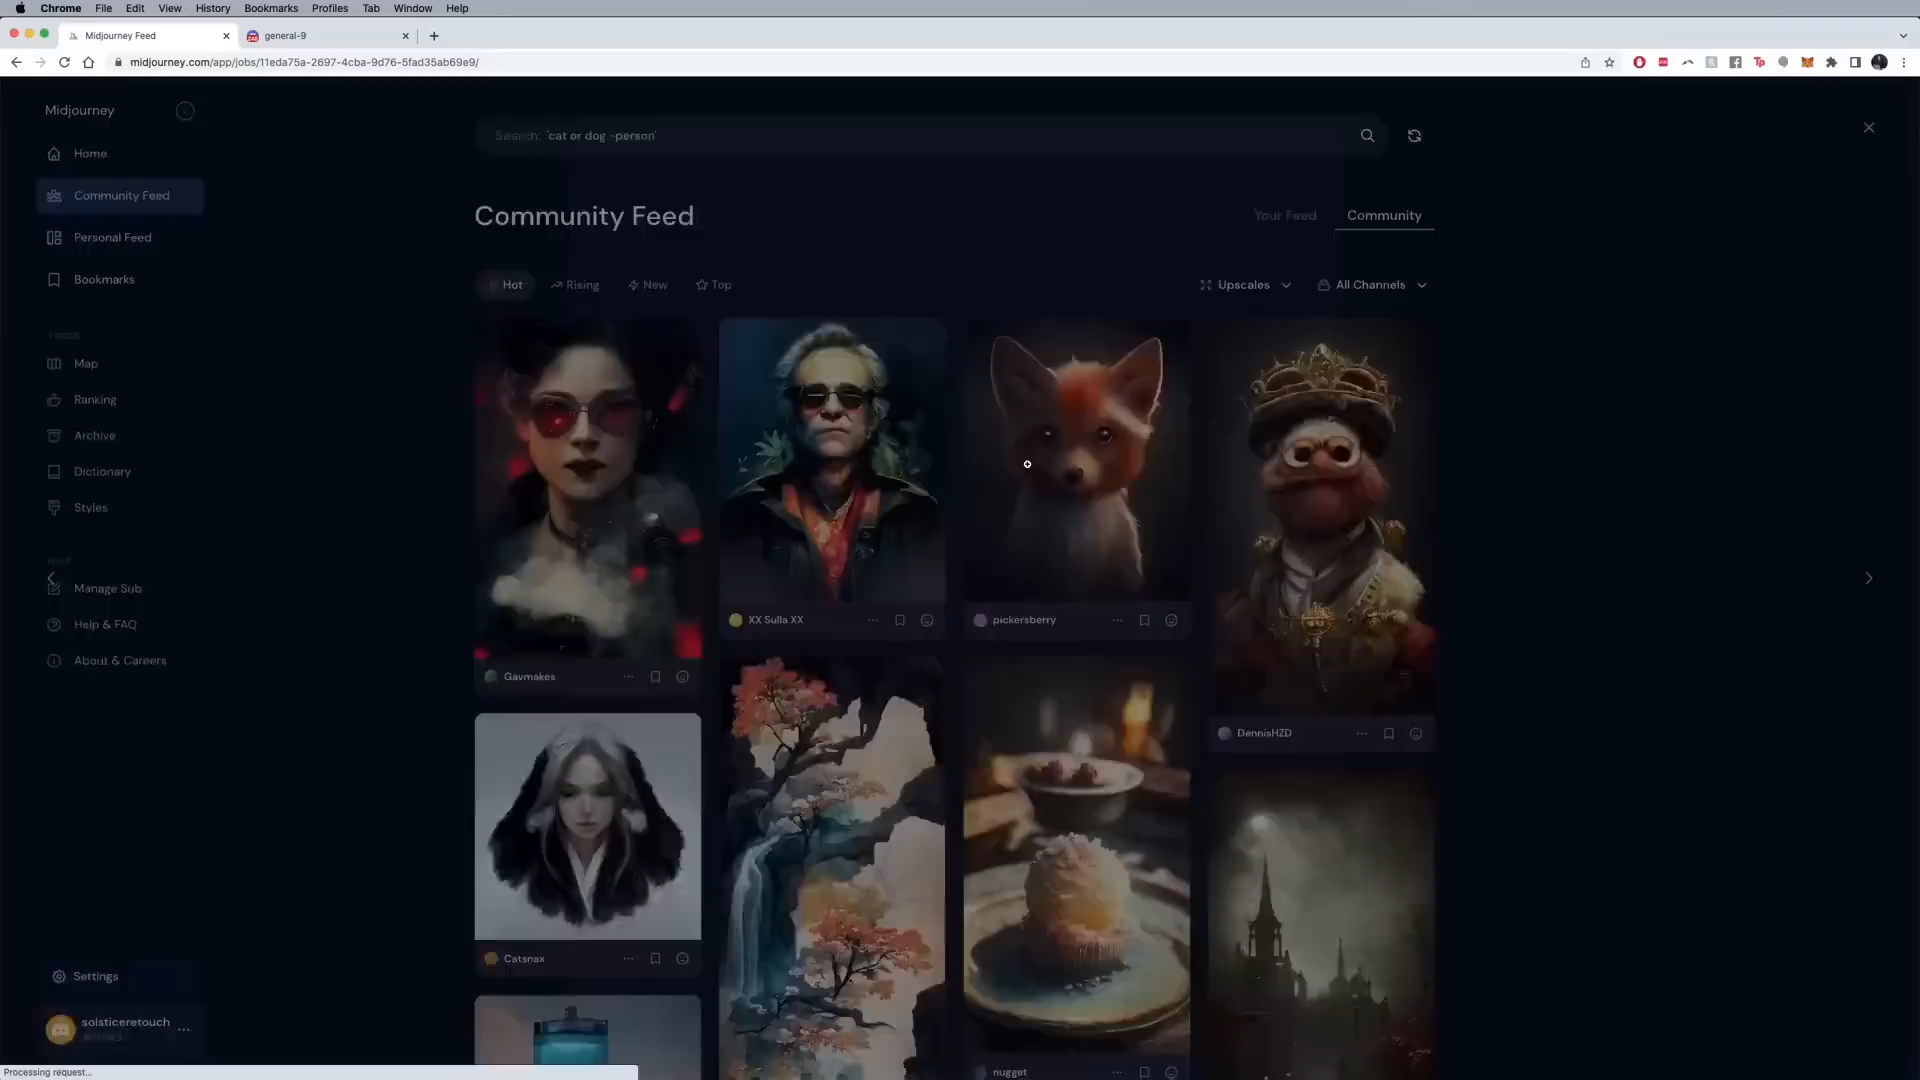 Chrome File Edit View History Bookmarks Profiles Tab Window Help
Midjourney Feed
general-9
midjourney.com/app/jobs/11eda75a-2697-4cba-9d76-5fad35ab69e9/
Midjourney
Search: 'cat or dog -person'
Home
Community Feed
Personal Feed
Bookmarks
Map
Ranking
Archive
Dictionary
Styles
Manage Sub
Help & FAQ
About & Careers
Settings
solsticeretouch
Community Feed
Your Feed Community
Hot Rising New Top
Upscales All Channels
XX Sulla XX
pickersberry
Gavmakes
DennisHZD
Catsnax
nugget
Processing request...